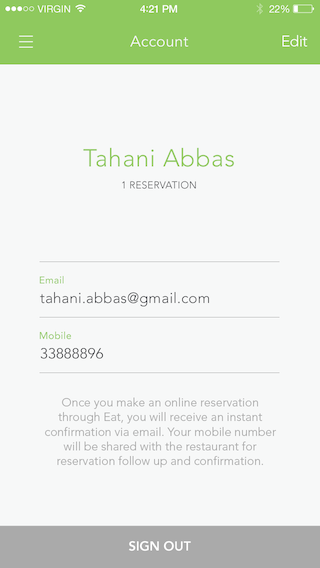 VIRGIN 4:21 PM 22%
Account Edit
Tahani Abbas
1 RESERVATION
Email
tahani.abbas@gmail.com
Mobile
33888896
Once you make an online reservation
through Eat, you will receive an instant
confirmation via email. Your mobile number
will be shared with the restaurant for
reservation follow up and confirmation.
SIGN OUT